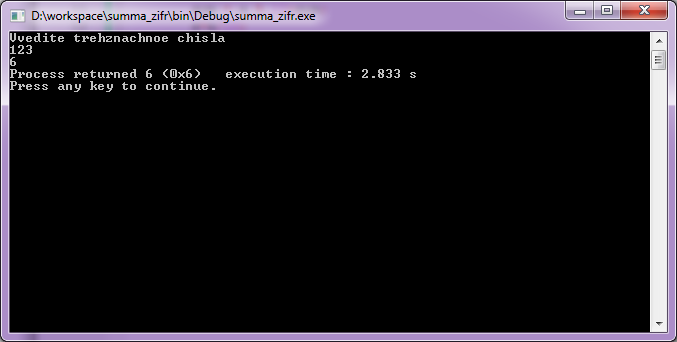 D:\workspace\summa_zifr\bin\Debug\summa_zifr.exe
Vvedite trehznachnoe chisla
123
6
Process returned 6 (0x6)   execution time : 2.833 s
Press any key to continue.